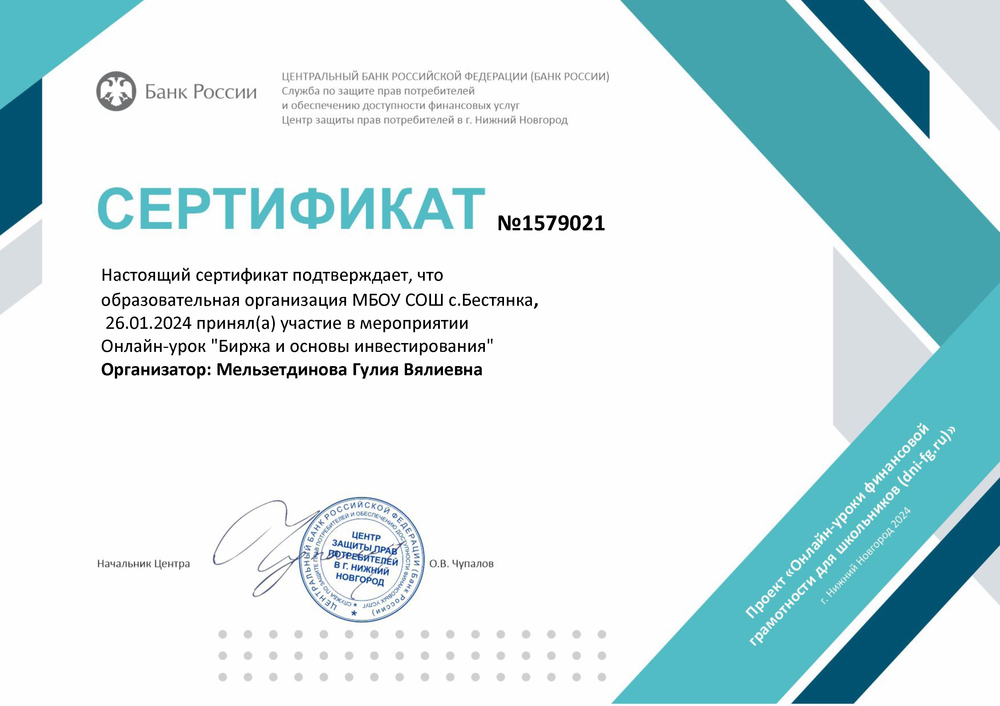 Банк России
ЦЕНТРАЛЬНЫЙ БАНК РОССИЙСКОЙ ФЕДЕРАЦИИ (БАНК РОССИИ)
Служба по защите прав потребителей
и обеспечению доступности финансовых услуг
Центр защиты прав потребителей в г. Нижний Новгород
СЕРТИФИКАТ №1579021
Настоящий сертификат подтверждает, что
образовательная организация МБОУ СОШ с.Бестянка,
26.01.2024 принял(а) участие в мероприятии
Онлайн-урок "Биржа и основы инвестирования"
Организатор: Мельзетдинова Гулия Вялиевна
Начальник Центра
ЦЕНТРАЛЬНЫЙ БАНК РОССИЙСКОЙ ФЕДЕРАЦИИ (Банк России) *
СЛУЖБА ПО ЗАЩИТЕ ПРАВ ПОТРЕБИТЕЛЕЙ И ОБЕСПЕЧЕНИЮ ДОСТУПНОСТИ ФИНАНСОВЫХ УСЛУГ *
ЦЕНТР
ЗАЩИТЫ ПРАВ
ПОТРЕБИТЕЛЕЙ
В Г. НИЖНИЙ
НОВГОРОД
О.В. Чупалов
Проект «Онлайн-уроки финансовой
грамотности для школьников (dni-fg.ru)»
г. Нижний Новгород 2024